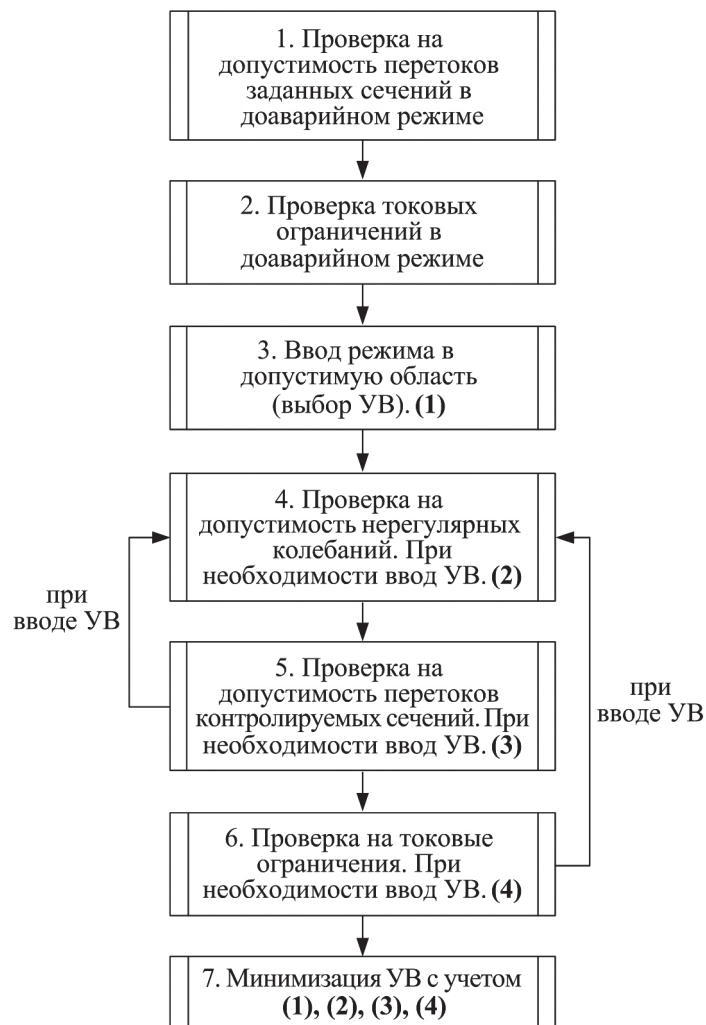 1. Проверка на
допустимость перетоков
заданных сечений в
доаварийном режиме
2. Проверка токовых
ограничений в
доаварийном режиме
3. Ввод режима в
допустимую область
(выбор УВ). (1)
4. Проверка на
допустимость нерегулярных
колебаний. При
необходимости ввод УВ. (2)
при
вводе УВ
5. Проверка на
допустимость перетоков
контролируемых сечений. При
необходимости ввод УВ. (3)
при
вводе УВ
6. Проверка на токовые
ограничения. При
необходимости ввод УВ. (4)
7. Минимизация УВ с учетом
(1), (2), (3), (4)